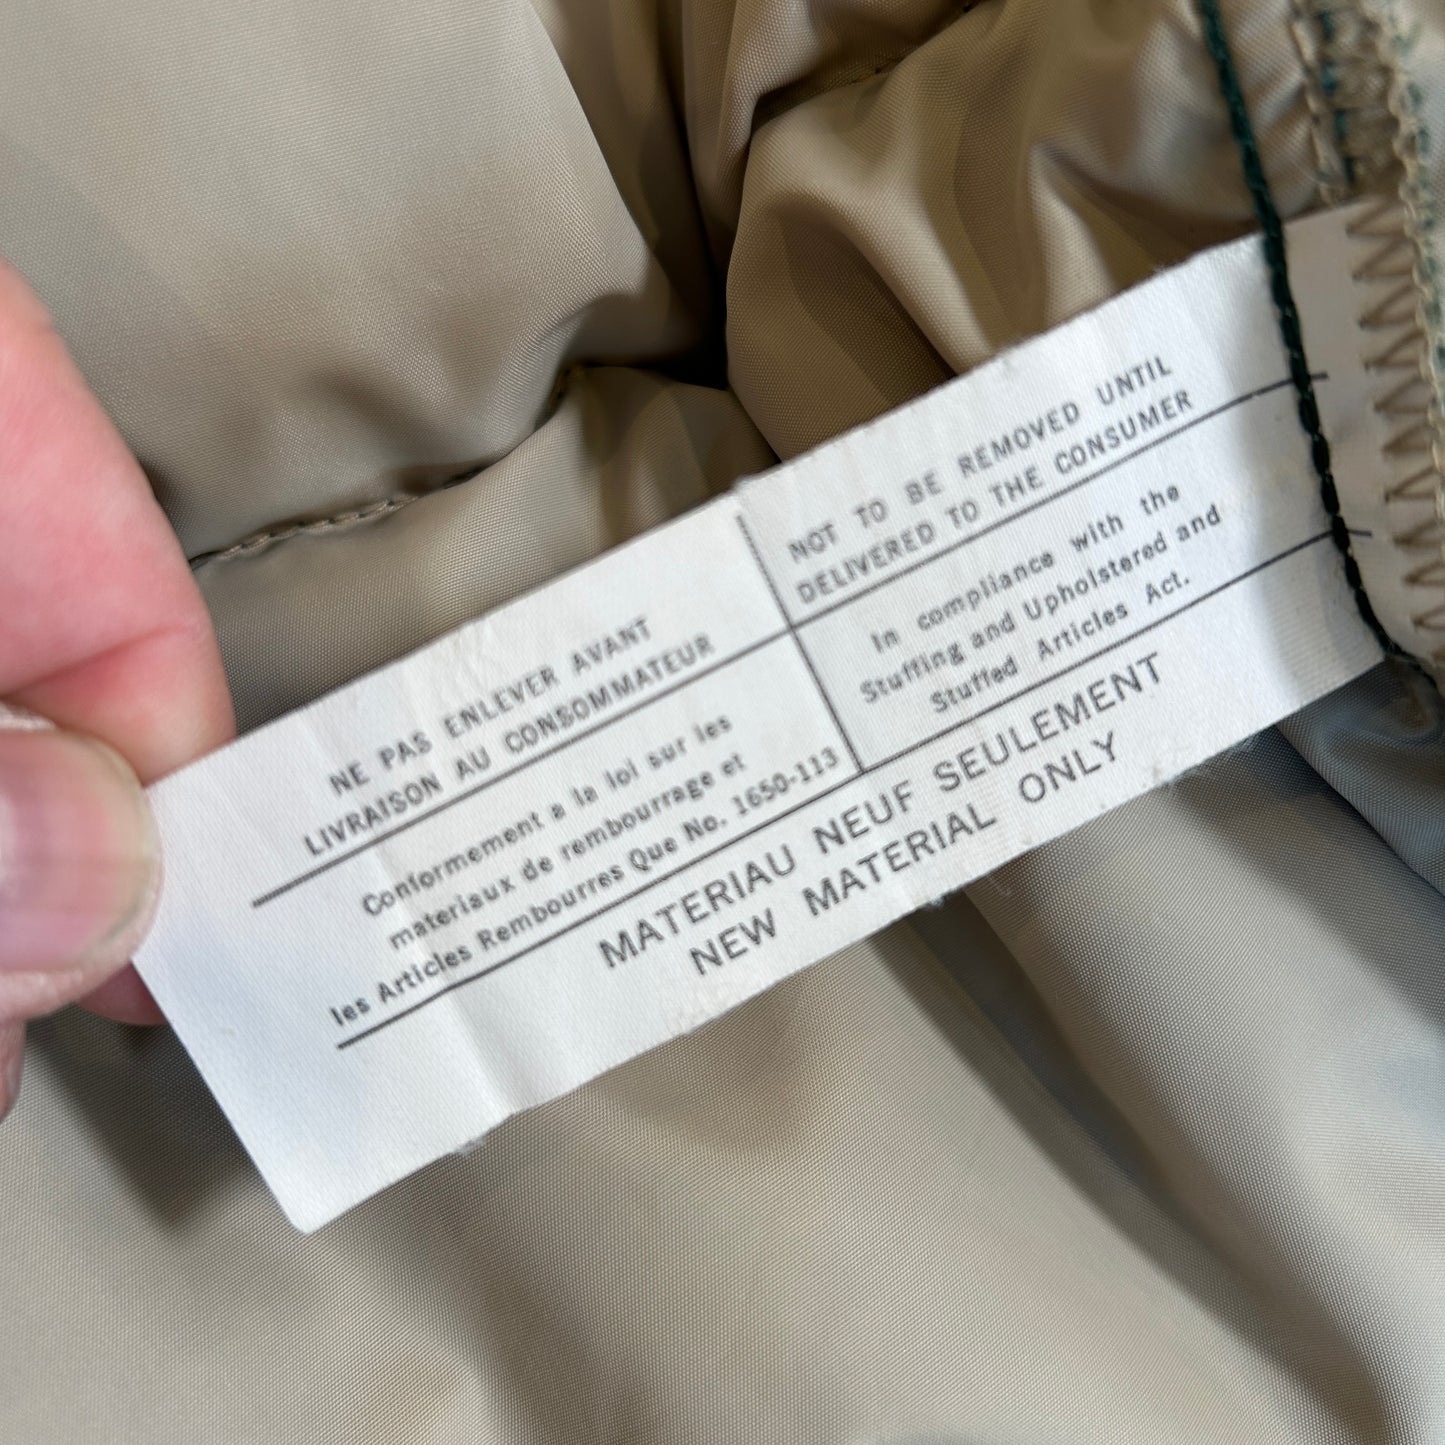 NE PAS ENLEVER AVANT
LIVRAISON AU CONSOMMATEUR
Conformement a la loi sur les
materiaux de rembourrage et
les Articles Rembourres Que No. 1650-113
NOT TO BE REMOVED UNTIL
DELIVERED TO THE CONSUMER
In compliance with the
Stuffing and Upholstered and
Stuffed Articles Act.
MATERIAU NEUF SEULEMENT
NEW MATERIAL ONLY